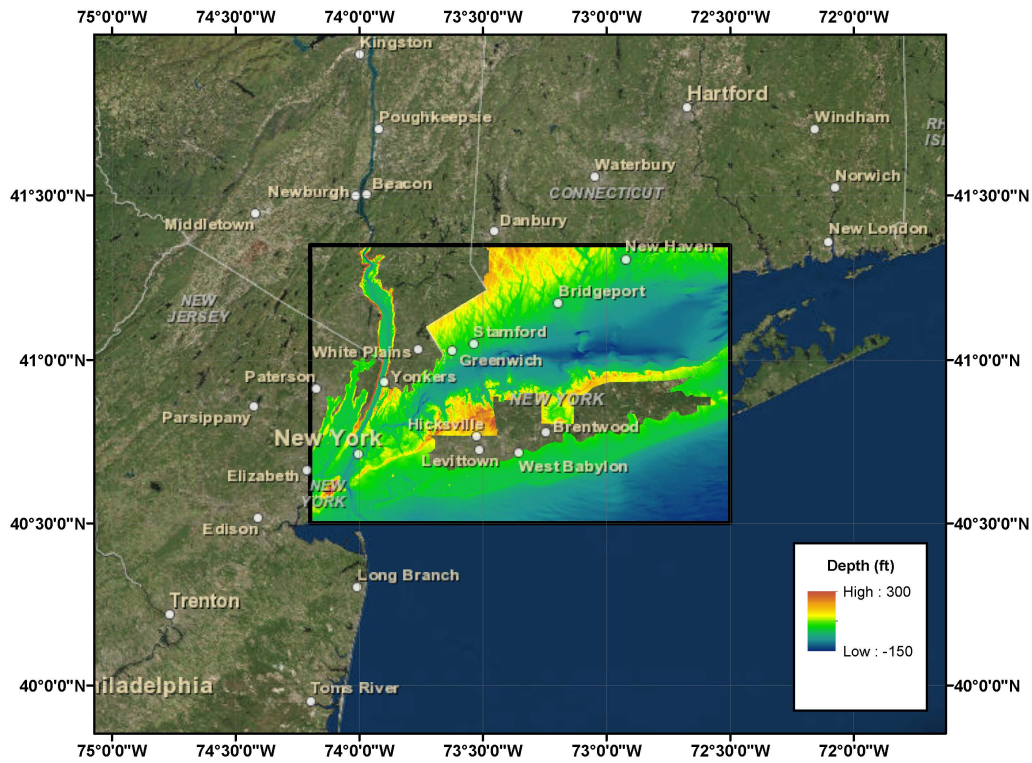 75°0'0"W 74°30'0"W 74°0'0"W 73°30'0"W 73°0'0"W 72°30'0"W 72°0'0"W
Kingston
Hartford
Poughkeepsie
Windham
RH
ISL
Waterbury
Norwich
41°30'0"N
Newburgh
Beacon
CONNECTICUT
41°30'0"N
Middletown
Danbury
New London
New Haven
NEW
JERSEY
Bridgeport
Stamford
41°0'0"N
White Plains
Greenwich
41°0'0"N
Paterson
Yonkers
Parsippany
NEW YORK
New York
Hicksville
Brentwood
Elizabeth
Levittown
West Babylon
NEW
YORK
40°30'0"N
Edison
40°30'0"N
Long Branch
Depth (ft)
High : 300
Trenton
Low : -150
40°0'0"N
iladelphia
Toms River
40°0'0"N
75°0'0"W 74°30'0"W 74°0'0"W 73°30'0"W 73°0'0"W 72°30'0"W 72°0'0"W